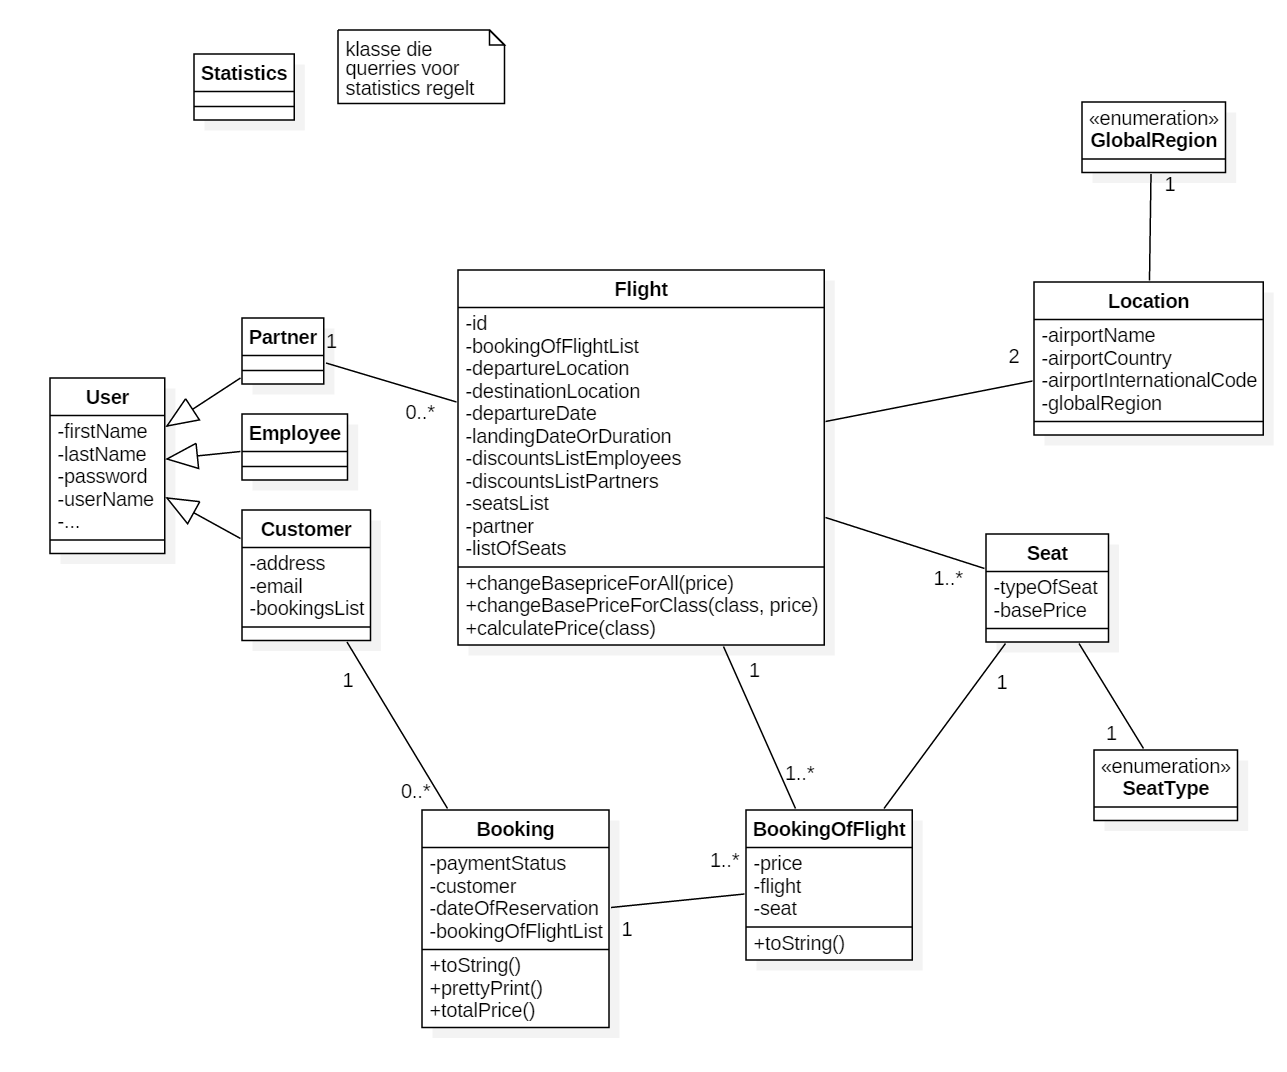 Statistics
klasse die
querries voor
statistics regelt
«enumeration»
GlobalRegion
1
Flight
-id
-bookingOfFlightList
-departureLocation
-destinationLocation
-departureDate
-landingDateOrDuration
-discountsListEmployees
-discountsListPartners
-seatsList
-partner
-listOfSeats
+changeBasepriceForAll(price)
+changeBasePriceForClass(class, price)
+calculatePrice(class)
Location
-airportName
-airportCountry
-airportInternationalCode
-globalRegion
2
Partner
1
0..*
User
-firstName
-lastName
-password
-userName
-...
Employee
Customer
-address
-email
-bookingsList
1
0..*
Seat
-typeOfSeat
-basePrice
1..*
1
1
«enumeration»
SeatType
1
1..*
Booking
-paymentStatus
-customer
-dateOfReservation
-bookingOfFlightList
+toString()
+prettyPrint()
+totalPrice()
1..*
1
BookingOfFlight
-price
-flight
-seat
+toString()